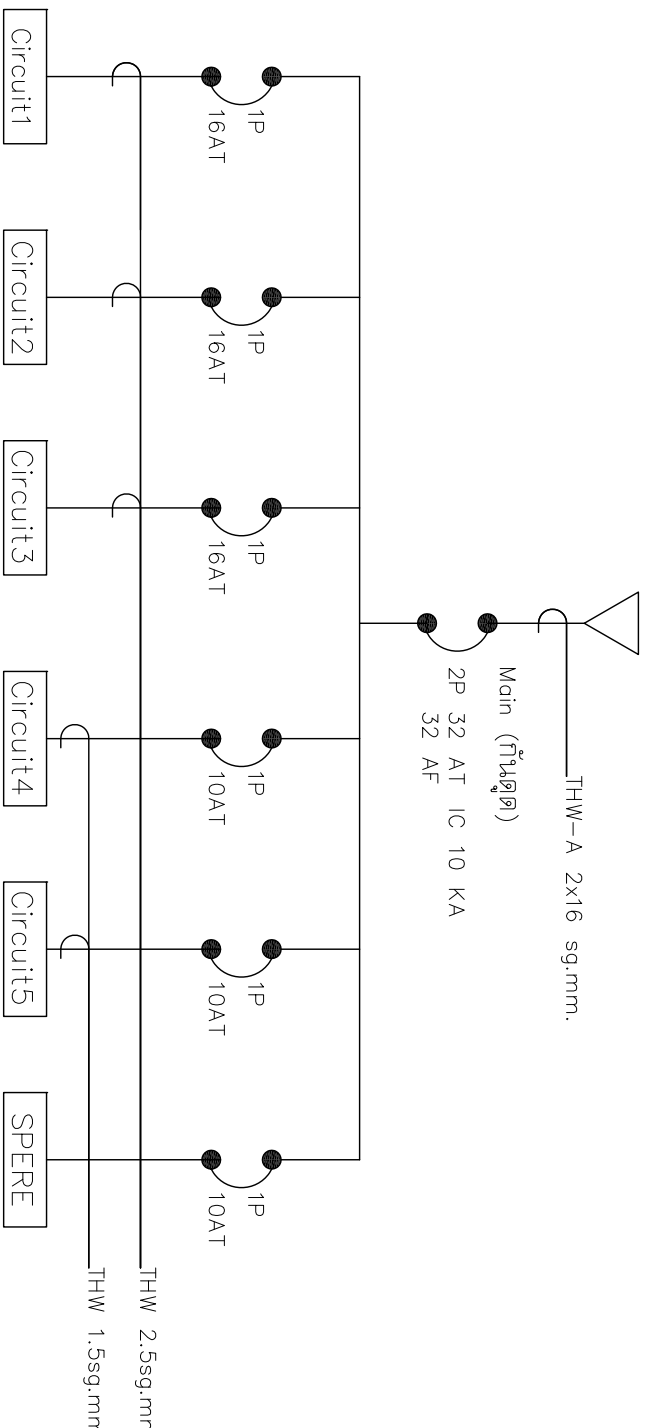 THW-A 2x16 sg.mm.
Main (กันดูด)
2P 32 AT IC 10 KA
32 AF
1P
16AT
1P
16AT
1P
16AT
1P
10AT
1P
10AT
1P
10AT
THW 2.5sg.mm
THW 1.5sg.mm
Circuit1
Circuit2
Circuit3
Circuit4
Circuit5
SPERE